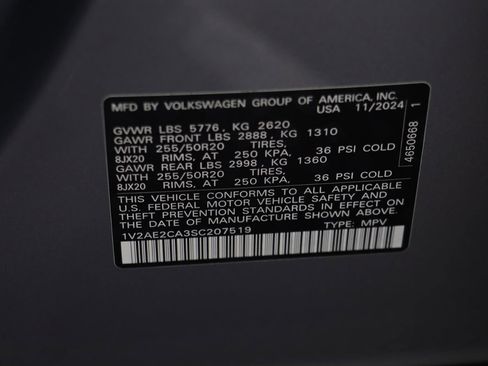 MFD BY VOLKSWAGEN GROUP OF AMERICA, INC.
USA 11/2024
GVWR LBS 5776, KG 2620
GAWR FRONT LBS 2888, KG 1310
WITH 255/50R20 TIRES,
8JX20 RIMS, AT 250 KPA, 36 PSI COLD
GAWR REAR LBS 2998, KG 1360
WITH 255/50R20 TIRES,
8JX20 RIMS, AT 250 KPA, 36 PSI COLD
THIS VEHICLE CONFORMS TO ALL APPLICABLE
U.S. FEDERAL MOTOR VEHICLE SAFETY AND
THEFT PREVENTION STANDARDS IN EFFECT
ON THE DATE OF MANUFACTURE SHOWN ABOVE.
1V2AE2CA3SC207519
TYPE: MPV
4650668 1